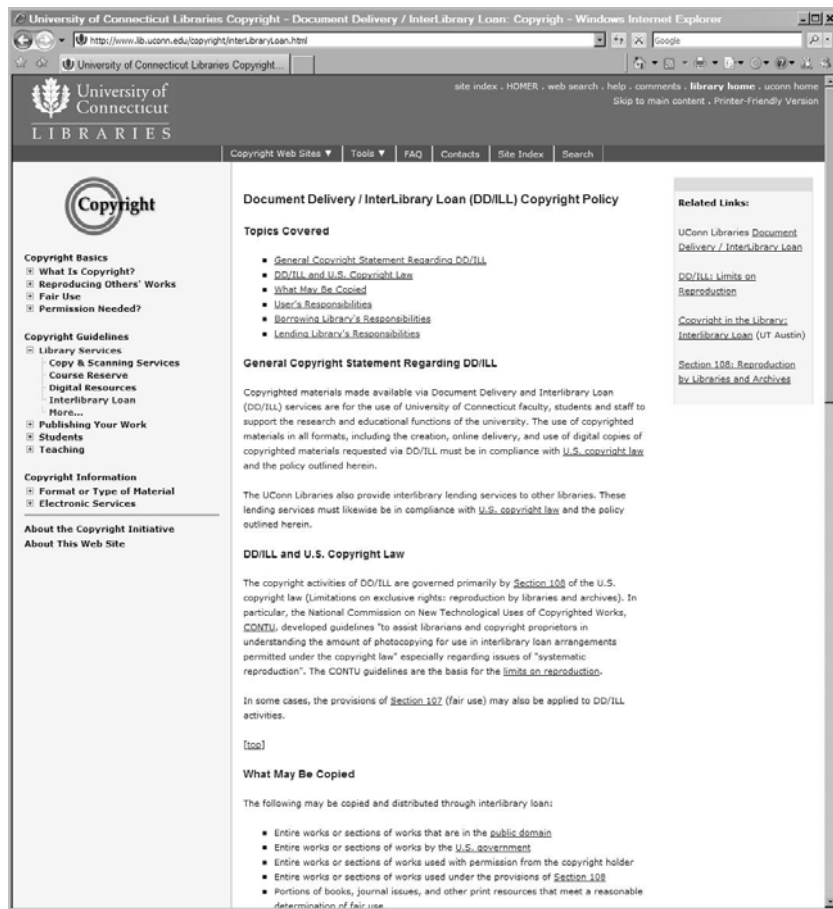 University of Connecticut Libraries Copyright - Document Delivery / InterLibrary Loan: Copyrigh - Windows Internet Explorer
http://www.lib.uconn.edu/copyright/interLibraryLoan.html
Google
University of Connecticut Libraries Copyright...
University of
Connecticut
LIBRARIES
site index . HOMER . web search . help . comments . library home . uconn home
Skip to main content . Printer-Friendly Version
Copyright Web Sites ▼ Tools ▼ FAQ Contacts Site Index Search
Copyright
Copyright Basics
What Is Copyright?
Reproducing Others' Works
Fair Use
Permission Needed?
Copyright Guidelines
Library Services
Copy & Scanning Services
Course Reserve
Digital Resources
Interlibrary Loan
More...
Publishing Your Work
Students
Teaching
Copyright Information
Format or Type of Material
Electronic Services
About the Copyright Initiative
About This Web Site
Document Delivery / InterLibrary Loan (DD/ILL) Copyright Policy
Topics Covered
General Copyright Statement Regarding DD/ILL
DD/ILL and U.S. Copyright Law
What May Be Copied
User's Responsibilities
Borrowing Library's Responsibilities
Lending Library's Responsibilities
General Copyright Statement Regarding DD/ILL
Copyrighted materials made available via Document Delivery and Interlibrary Loan
(DD/ILL) services are for the use of University of Connecticut faculty, students and staff to
support the research and educational functions of the university. The use of copyrighted
materials in all formats, including the creation, online delivery, and use of digital copies of
copyrighted materials requested via DD/ILL must be in compliance with U.S. copyright law
and the policy outlined herein.
The UConn Libraries also provide interlibrary lending services to other libraries. These
lending services must likewise be in compliance with U.S. copyright law and the policy
outlined herein.
DD/ILL and U.S. Copyright Law
The copyright activities of DD/ILL are governed primarily by Section 108 of the U.S.
copyright law (Limitations on exclusive rights: reproduction by libraries and archives). In
particular, the National Commission on New Technological Uses of Copyrighted Works,
CONTU, developed guidelines "to assist librarians and copyright proprietors in
understanding the amount of photocopying for use in interlibrary loan arrangements
permitted under the copyright law" especially regarding issues of "systematic
reproduction". The CONTU guidelines are the basis for the limits on reproduction.
In some cases, the provisions of Section 107 (fair use) may also be applied to DD/ILL
activities.
[top]
What May Be Copied
The following may be copied and distributed through interlibrary loan:
Entire works or sections of works that are in the public domain
Entire works or sections of works by the U.S. government
Entire works or sections of works used with permission from the copyright holder
Entire works or sections of works used under the provisions of Section 108
Portions of books, journal issues, and other print resources that meet a reasonable
determination of fair use
Related Links:
UConn Libraries Document
Delivery / InterLibrary Loan
DD/ILL: Limits on
Reproduction
Copyright in the Library:
Interlibrary Loan (UT Austin)
Section 108: Reproduction
by Libraries and Archives